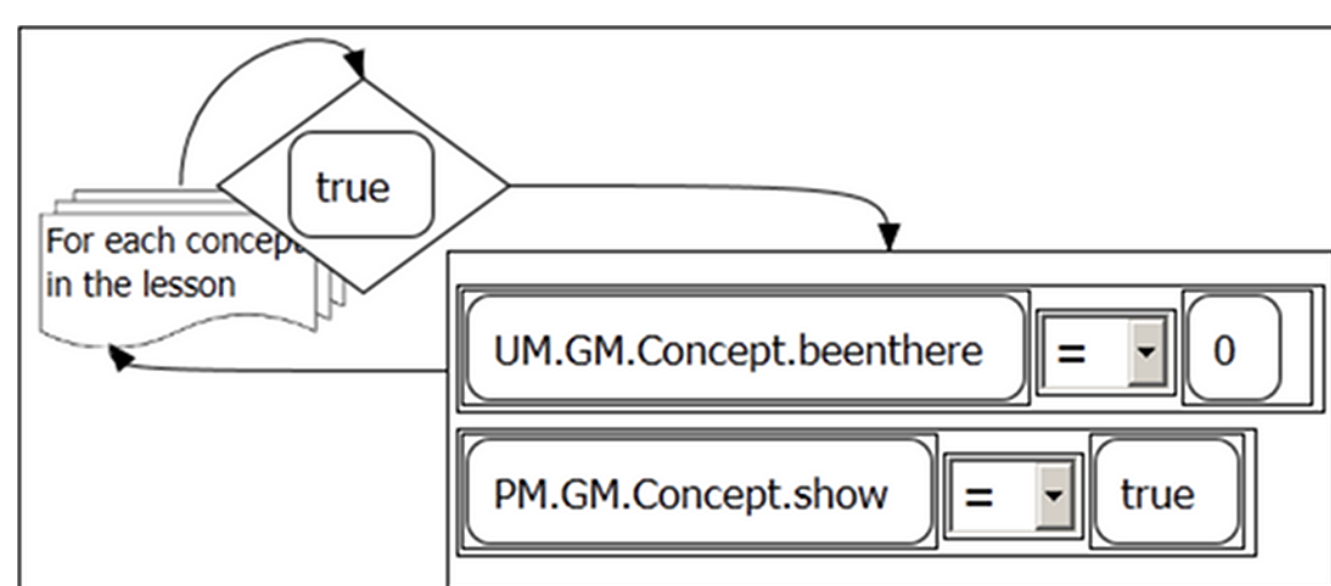 true
For each concept
in the lesson
UM.GM.Concept.beenthere = 0
PM.GM.Concept.show = true